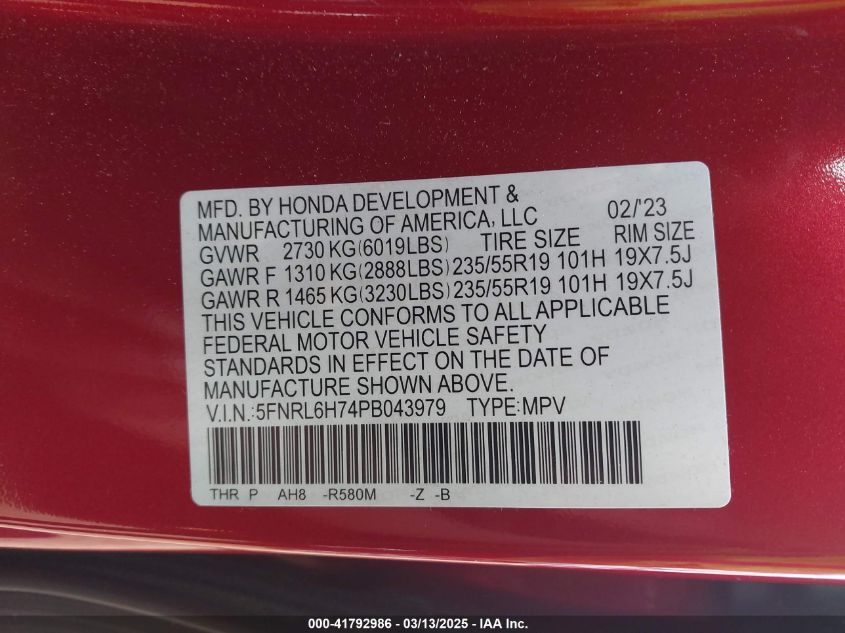 MFD. BY HONDA DEVELOPMENT & MANUFACTURING OF AMERICA, LLC 02/'23
GVWR 2730 KG(6019LBS) TIRE SIZE RIM SIZE
GAWR F 1310 KG(2888LBS) 235/55R19 101H 19X7.5J
GAWR R 1465 KG(3230LBS) 235/55R19 101H 19X7.5J
THIS VEHICLE CONFORMS TO ALL APPLICABLE
FEDERAL MOTOR VEHICLE SAFETY
STANDARDS IN EFFECT ON THE DATE OF
MANUFACTURE SHOWN ABOVE.
V.I.N.:5FNRL6H74PB043979 TYPE:MPV
THR P AH8 -R580M -Z -B
000-41792986 - 03/13/2025 - IAA Inc.